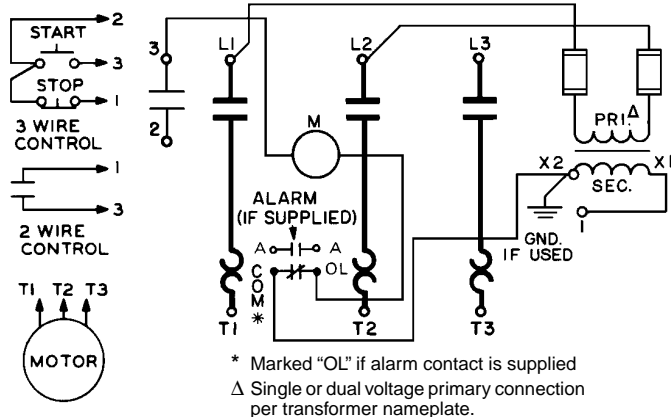 START
2
3
STOP
1
3 WIRE
CONTROL
1
3
2 WIRE
CONTROL
T1 T2 T3
MOTOR
3
2
L1
L2
L3
M
ALARM
(IF SUPPLIED)
A
A
COM*
OL
T1
T2
T3
PRI.Δ
X2
X1
SEC.
1
GND.
IF USED
* Marked “OL” if alarm contact is supplied
Δ Single or dual voltage primary connection
per transformer nameplate.